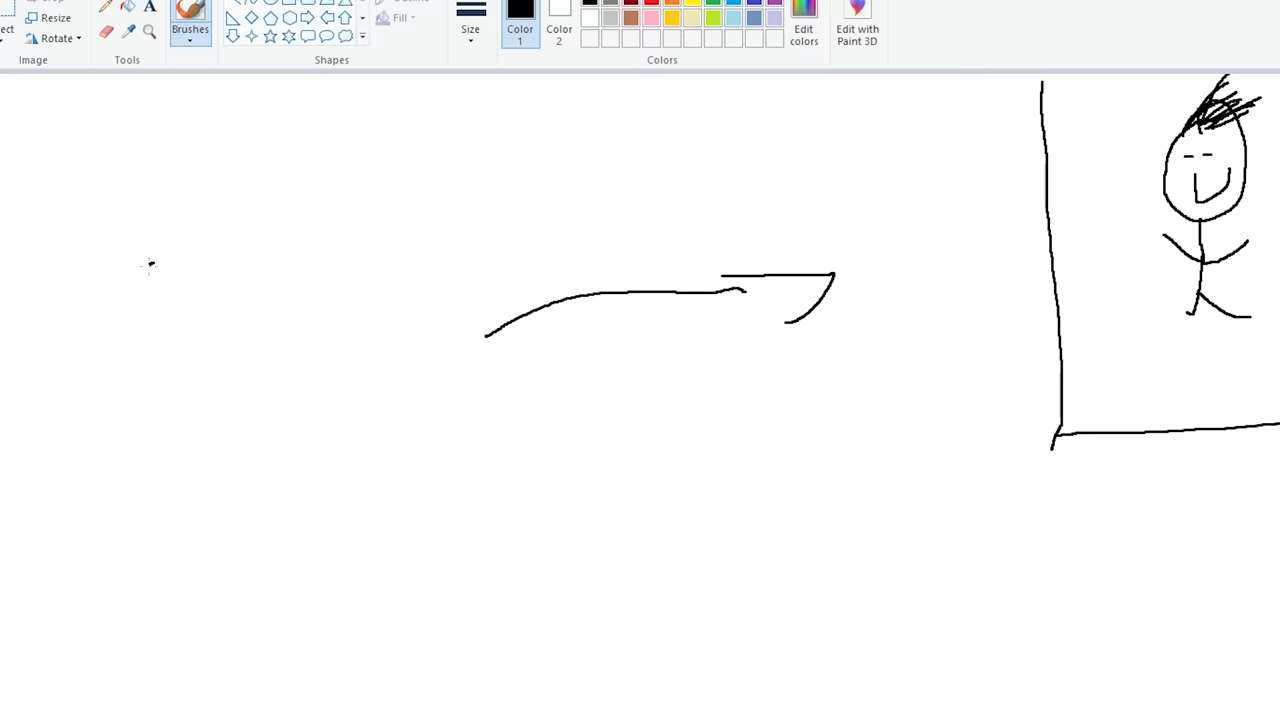 Resize
Rotate
A
Brushes
Fill
Size
Color
1
Color
2
Edit
colors
Edit with
Paint 3D
Image
Tools
Shapes
Colors